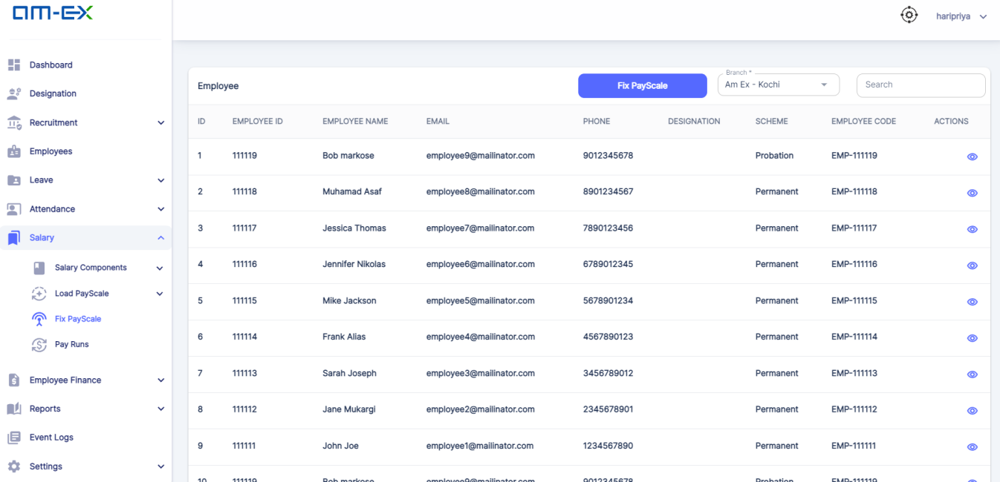 am-ex
haripriya
Dashboard
Designation
Recruitment
Employees
Leave
Attendance
Salary
Salary Components
Load PayScale
Fix PayScale
Pay Runs
Employee Finance
Reports
Event Logs
Settings
Employee
Fix PayScale
Branch *
Am Ex - Kochi
Search
ID EMPLOYEE ID EMPLOYEE NAME EMAIL PHONE DESIGNATION SCHEME EMPLOYEE CODE ACTIONS
1 111119 Bob markose employee9@mailinator.com 9012345678 Probation EMP-111119
2 111118 Muhamad Asaf employee8@mailinator.com 8901234567 Permanent EMP-111118
3 111117 Jessica Thomas employee7@mailinator.com 7890123456 Permanent EMP-111117
4 111116 Jennifer Nikolas employee6@mailinator.com 6789012345 Permanent EMP-111116
5 111115 Mike Jackson employee5@mailinator.com 5678901234 Permanent EMP-111115
6 111114 Frank Alias employee4@mailinator.com 4567890123 Permanent EMP-111114
7 111113 Sarah Joseph employee3@mailinator.com 3456789012 Permanent EMP-111113
8 111112 Jane Mukargi employee2@mailinator.com 2345678901 Permanent EMP-111112
9 111111 John Joe employee1@mailinator.com 1234567890 Permanent EMP-111111
10 111119 Bob markose employee9@mailinator.com 9012345678 Probation EMP-111119